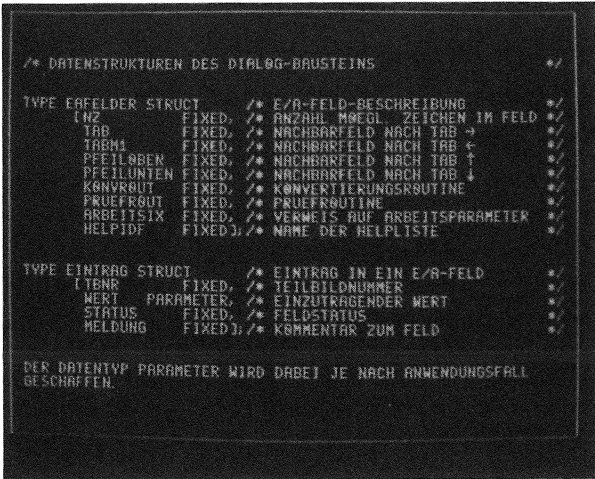 /* DATENSTRUKTUREN DES DIALOG-BAUSTEINS */
TYPE EAFELDER STRUCT /* E/A-FELD-BESCHREIBUNG */
[NZ FIXED, /* ANZAHL MOEGL. ZEICHEN IM FELD */
TAB FIXED, /* NACHBARFELD NACH TAB → */
TABM1 FIXED, /* NACHBARFELD NACH TAB ← */
PFEILOBEN FIXED, /* NACHBARFELD NACH TAB ↑ */
PFEILUNTEN FIXED, /* NACHBARFELD NACH TAB ↓ */
KONVROUT FIXED, /* KONVERTIERUNGSROUTINE */
PRUEFROUT FIXED, /* PRUEFROUTINE */
ARBEITSIX FIXED, /* VERWEIS AUF ARBEITSPARAMETER */
HELPIDF FIXED]; /* NAME DER HELPLISTE */
TYPE EINTRAG STRUCT /* EINTRAG IN EIN E/A-FELD */
[TBNR FIXED, /* TEILBILDNUMMER */
WERT PARAMETER, /* EINZUTRAGENDER WERT */
STATUS FIXED, /* FELDSTATUS */
MELDUNG FIXED]; /* KOMMENTAR ZUM FELD */
DER DATENTYP PARAMETER WIRD DABEI JE NACH ANWENDUNGSFALL
GESCHAFFEN.